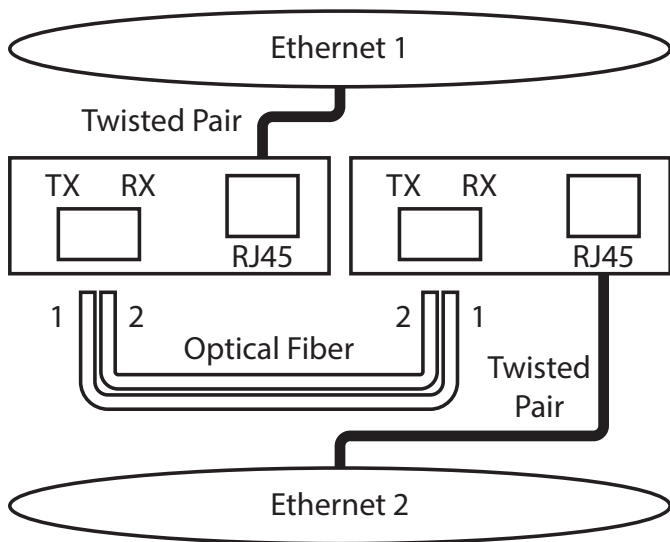 Ethernet 1
Twisted Pair
TX RX
RJ45
TX RX
RJ45
1 2
2 1
Optical Fiber
Twisted
Pair
Ethernet 2